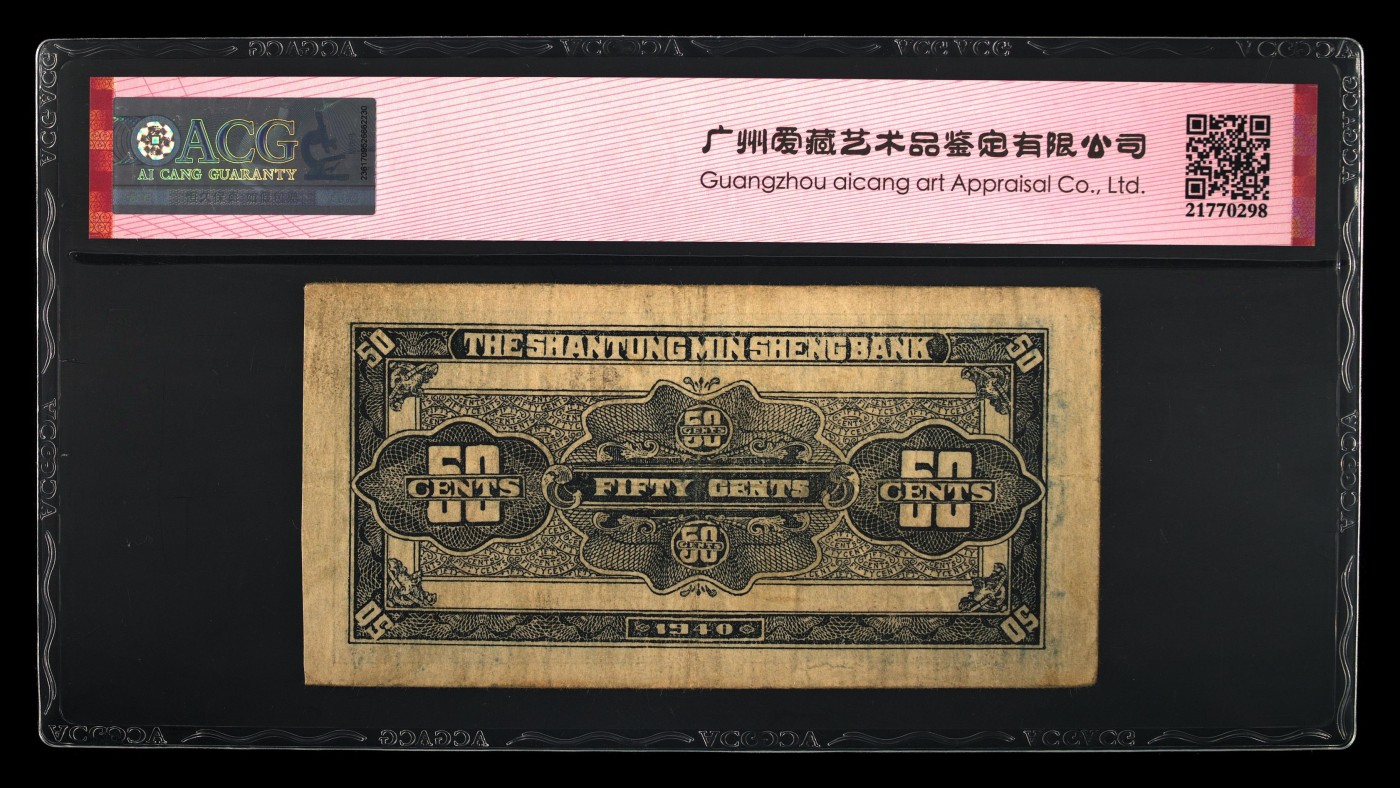 ACG
AI CANG GUARANTY
广州爱藏艺术品鉴定有限公司
Guangzhou aicang art Appraisal Co., Ltd.
21770298
THE SHANTUNG MIN SHENG BANK
50
50
50
CENTS
50
CENTS
FIFTY CENTS
50
CENTS
50
CENTS
50
50
1940